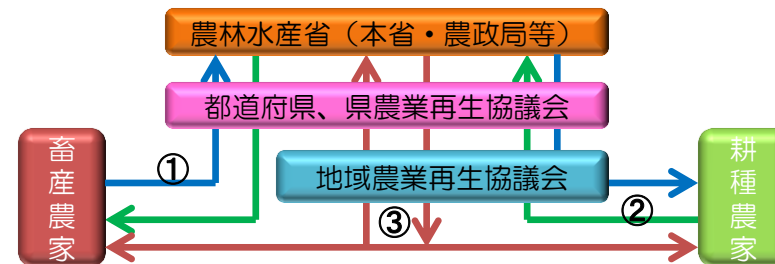 農林水産省（本省・農政局等）
都道府県、県農業再生協議会
畜産農家
①
地域農業再生協議会
耕種農家
②
③